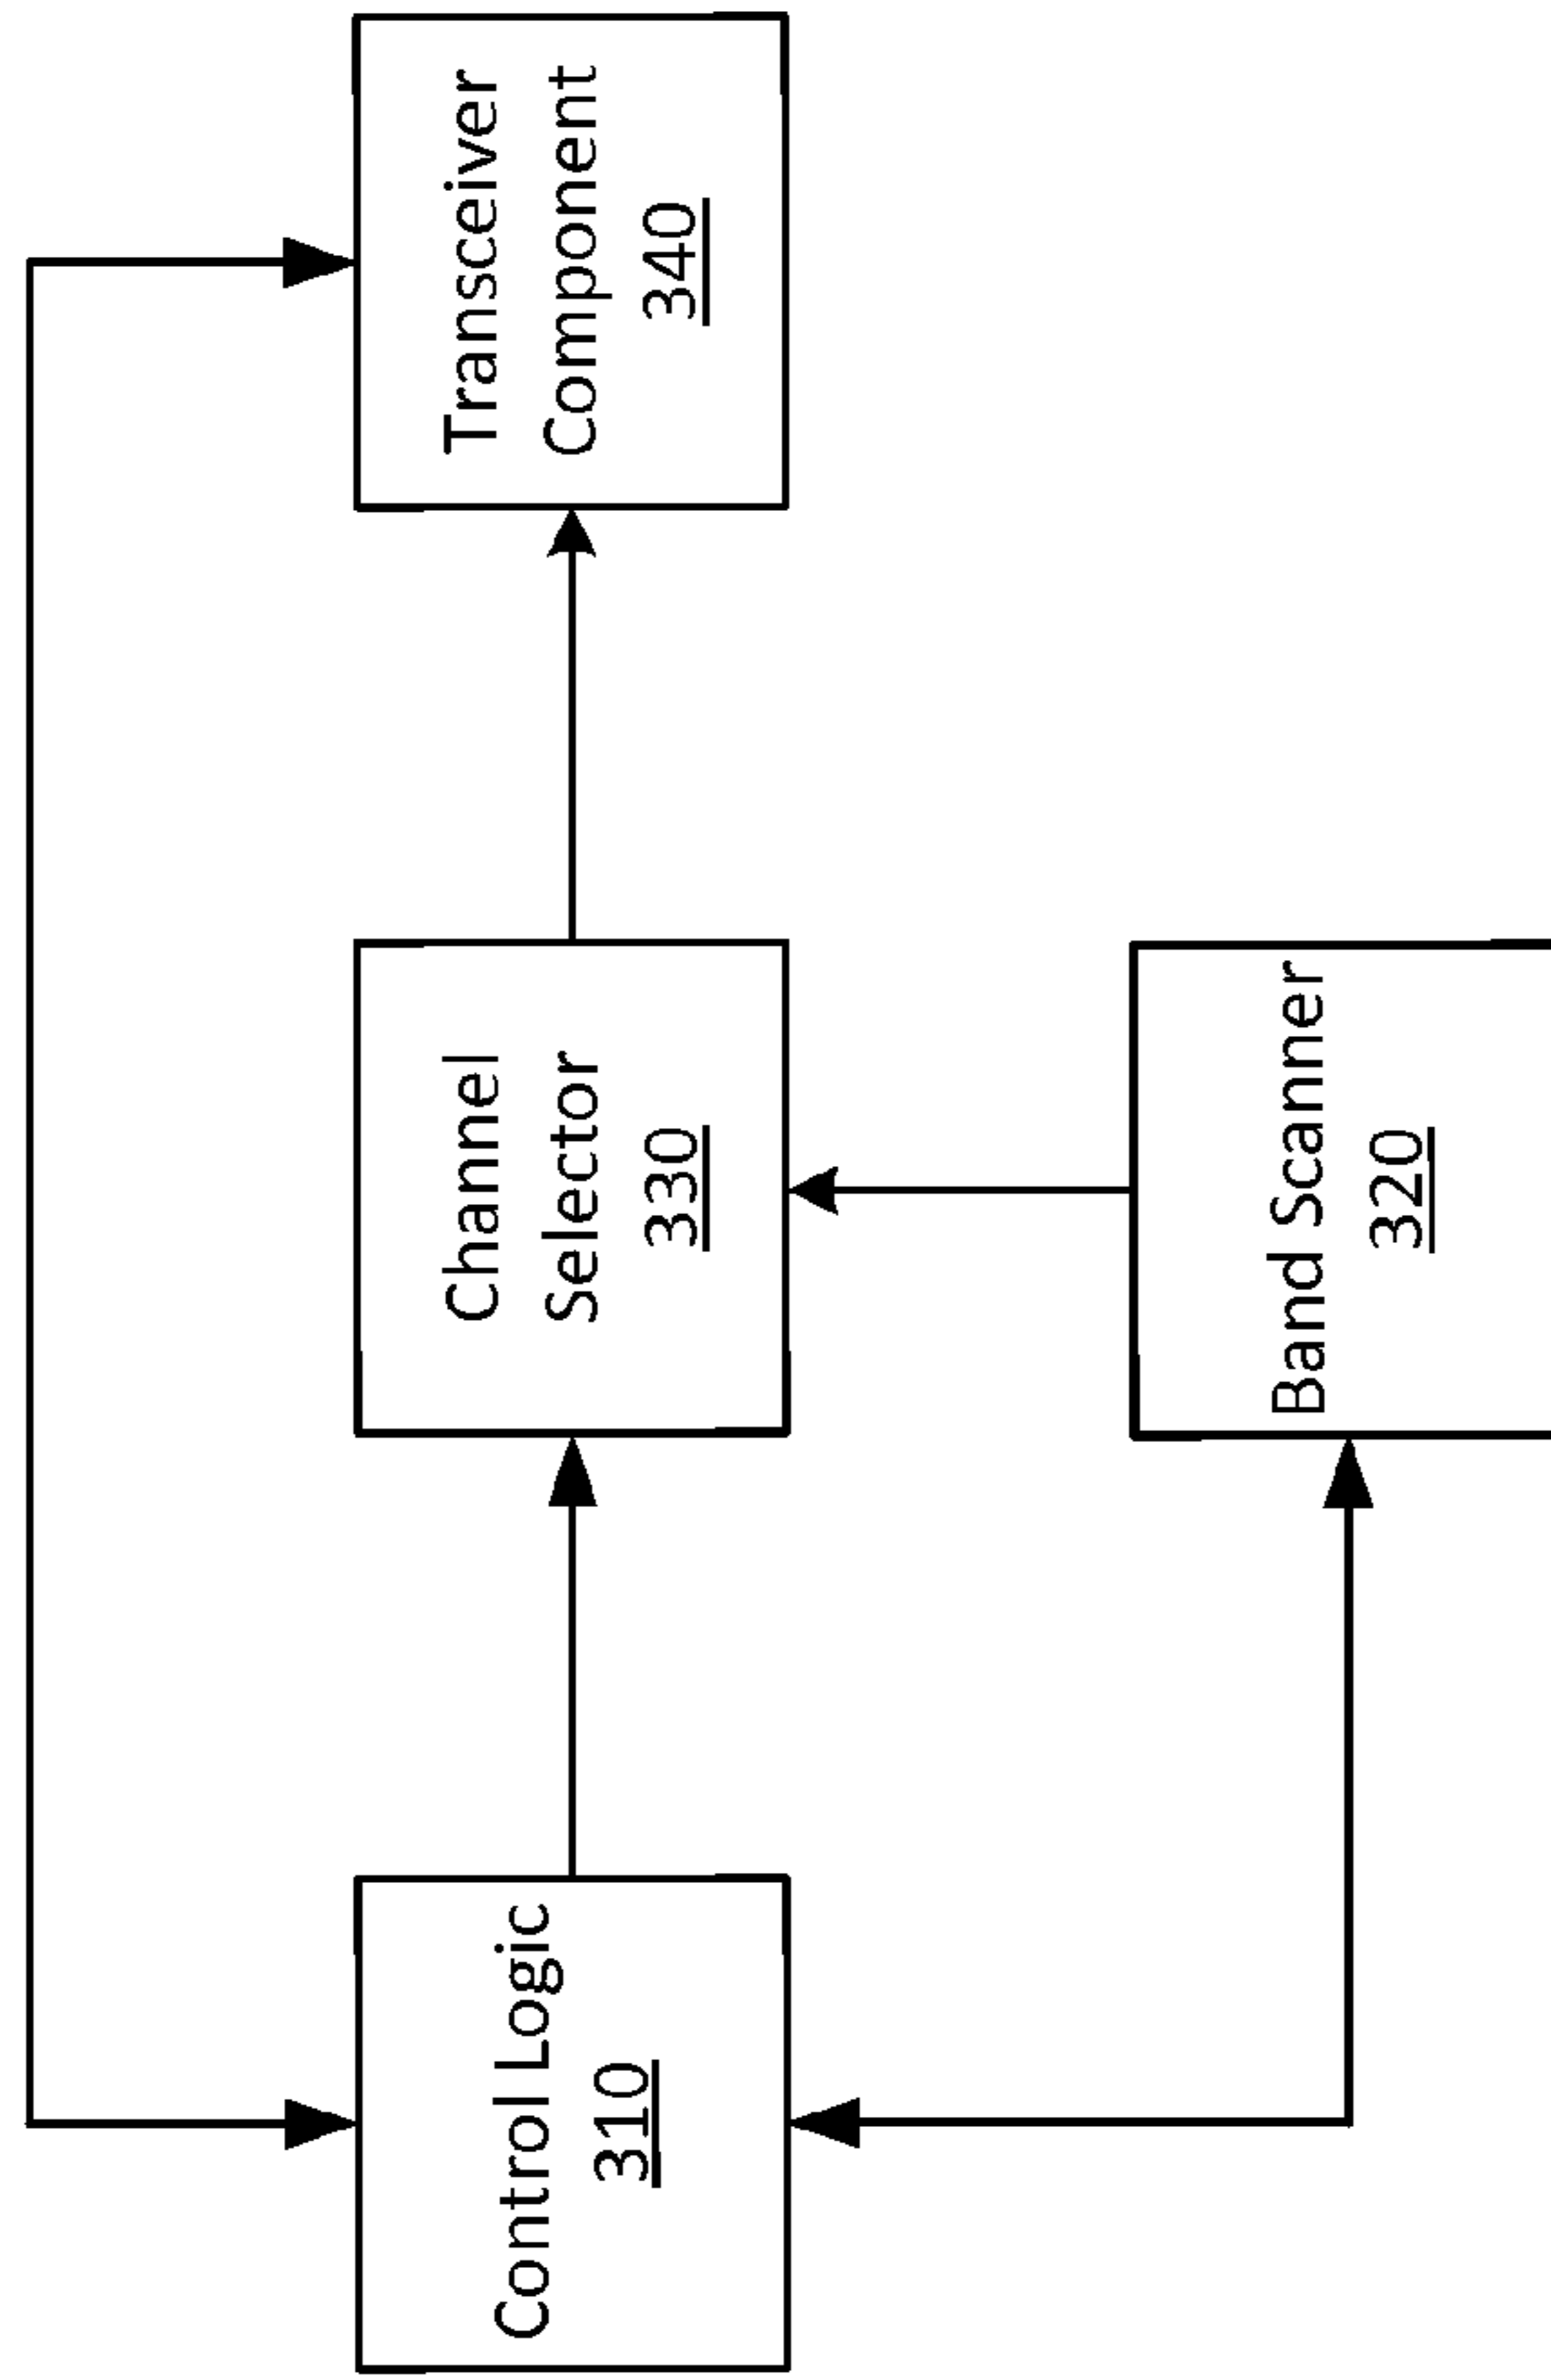 Control Logic
310
Channel
Selector
330
Transceiver
Component
340
Band Scanner
320